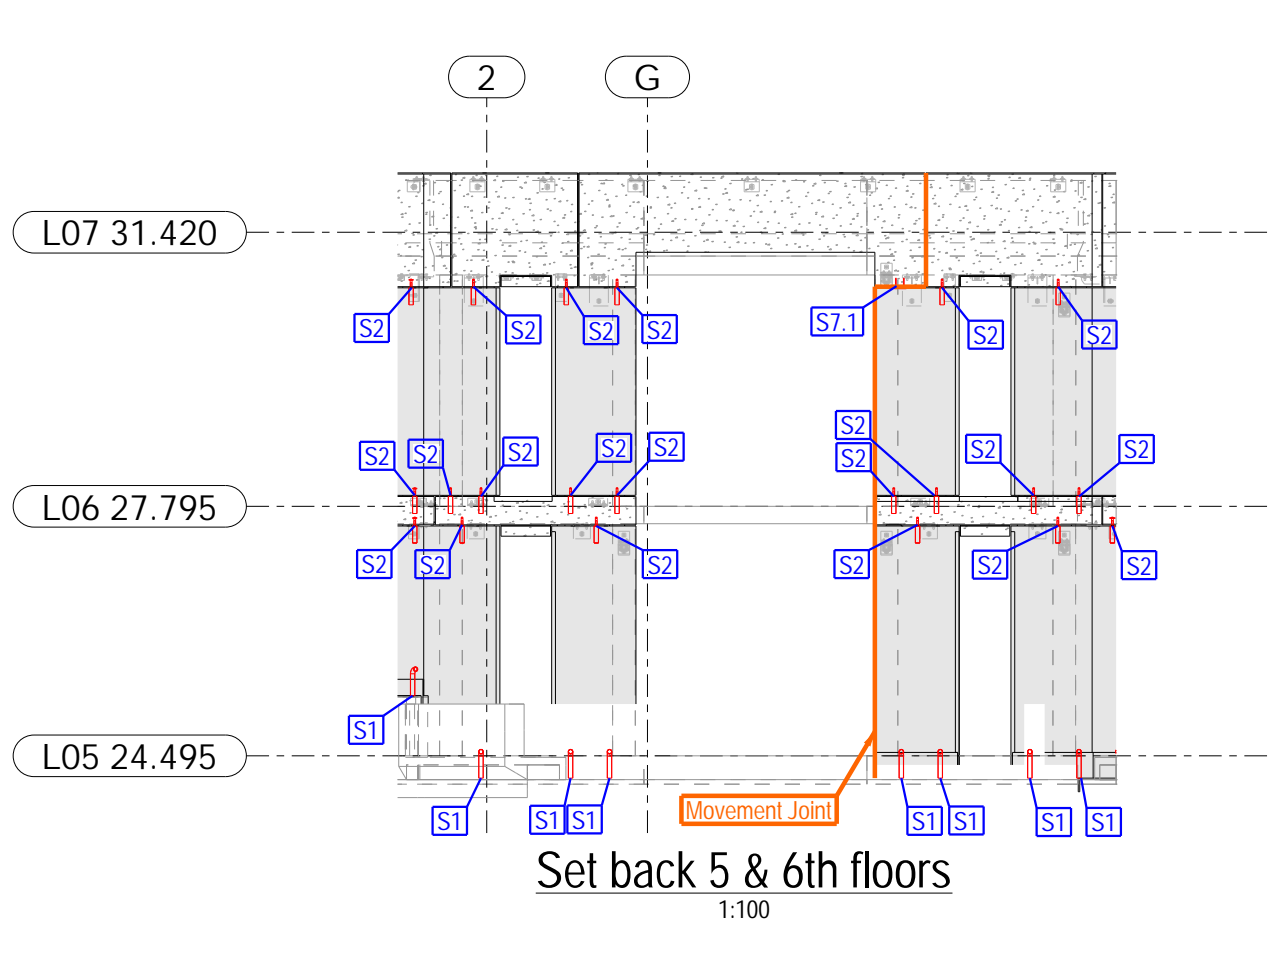 2 G
L07 31.420
S2 S2 S2 S2 S7.1 S2 S2
S2 S2 S2 S2 S2 S2 S2 S2 S2
L06 27.795
S2 S2 S2 S2 S2 S2
S1
L05 24.495
Movement Joint
S1 S1 S1 S1 S1 S1 S1
Set back 5 & 6th floors
1:100